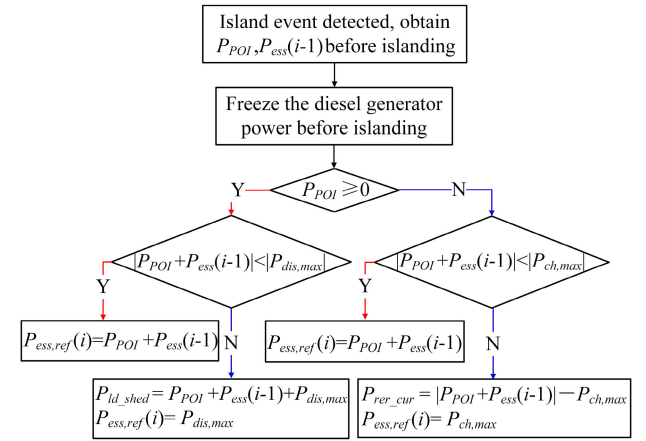 Island event detected, obtain
P_POI ,P_ess(i-1) before islanding
Freeze the diesel generator
power before islanding
Y
P_POI ⩾0
N
|P_POI+P_ess(i-1)|<|P_dis,max|
|P_POI+P_ess(i-1)|<|P_ch,max|
Y
Y
P_ess,ref (i)=P_POI +P_ess(i-1)
N
P_ess,ref (i)=P_POI +P_ess(i-1)
N
P_ld_shed = P_POI +P_ess(i-1)+P_dis,max
P_ess,ref (i)= P_dis,max
P_rer_cur = |P_POI+P_ess(i-1)|－P_ch,max
P_ess,ref (i)= P_ch,max